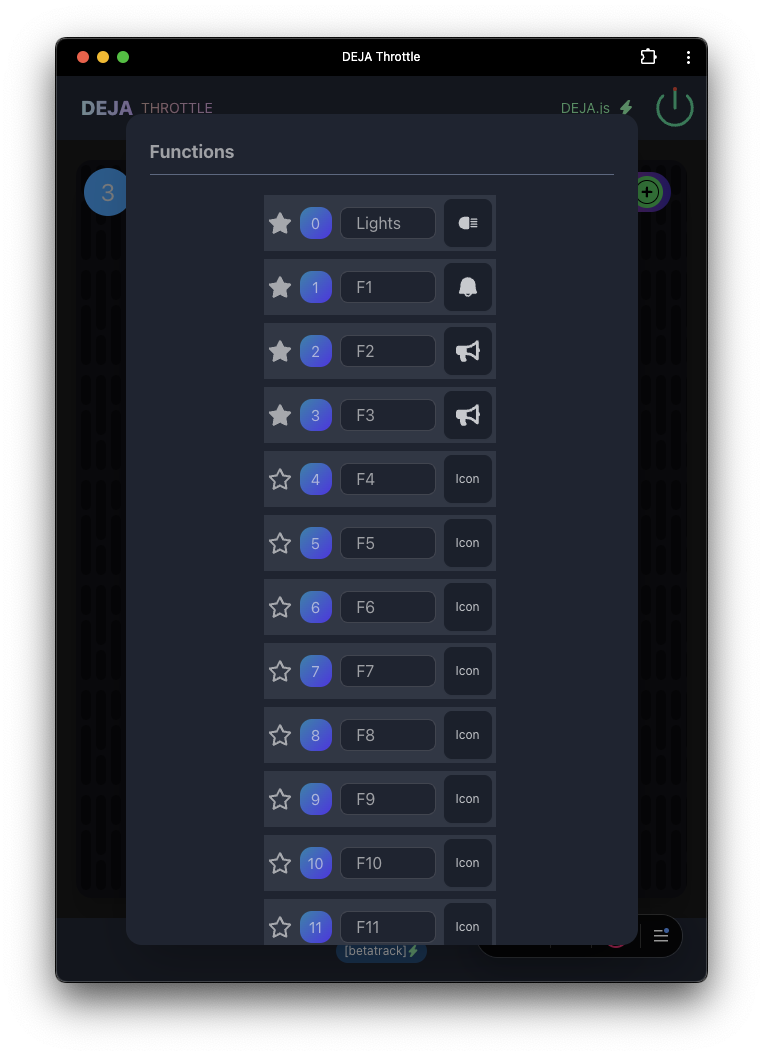 DEJA Throttle
DEJA THROTTLE DEJA.js
Functions
3
0 Lights
1 F1
2 F2
3 F3
4 F4 Icon
5 F5 Icon
6 F6 Icon
7 F7 Icon
8 F8 Icon
9 F9 Icon
10 F10 Icon
11 F11 Icon
[betatrack]